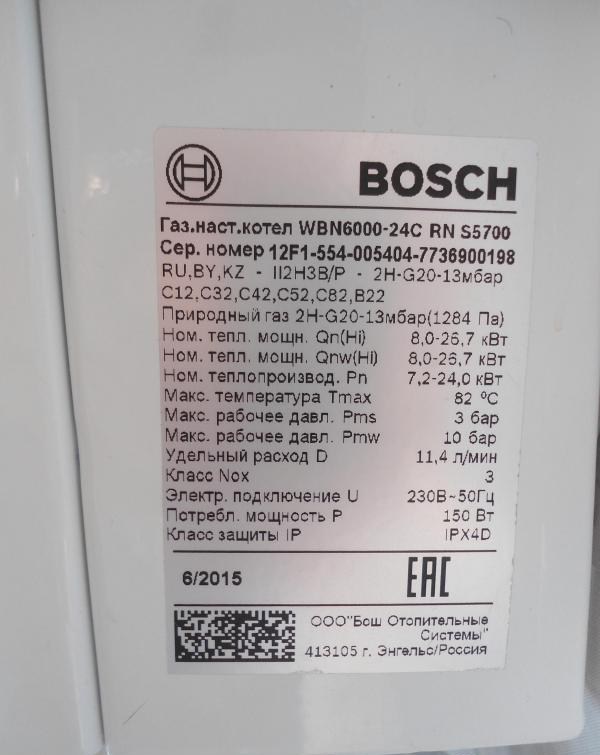 BOSCH
Газ.наст.котел WBN6000-24C RN S5700
Сер. номер 12F1-554-005404-7736900198
RU,BY,KZ - II2H3B/P - 2H-G20-13мбар
C12,C32,C42,C52,C82,B22
Природный газ 2H-G20-13мбар(1284 Па)
Ном. тепл. мощн. Qn(Hi) 8,0-26,7 кВт
Ном. тепл. мощн. Qnw(Hi) 8,0-26,7 кВт
Ном. теплопроизвод. Pn 7,2-24,0 кВт
Макс. температура Tmax 82 ºC
Макс. рабочее давл. Pms 3 бар
Макс. рабочее давл. Pmw 10 бар
Удельный расход D 11,4 л/мин
Класс Nox 3
Электр. подключение U 230В~50Гц
Потребл. мощность P 150 Вт
Класс защиты IP IPX4D
6/2015 EAC
ООО"Бош Отопительные
Системы"
413105 г. Энгельс/Россия